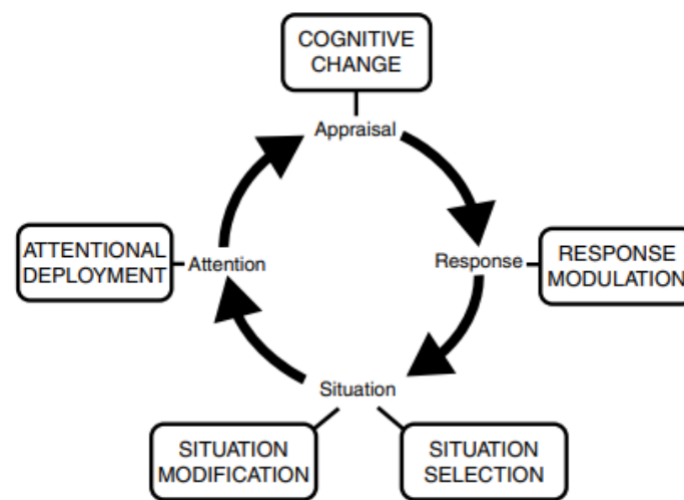 COGNITIVE
CHANGE
Appraisal
ATTENTIONAL
DEPLOYMENT
Attention
Response
RESPONSE
MODULATION
Situation
SITUATION
MODIFICATION
SITUATION
SELECTION